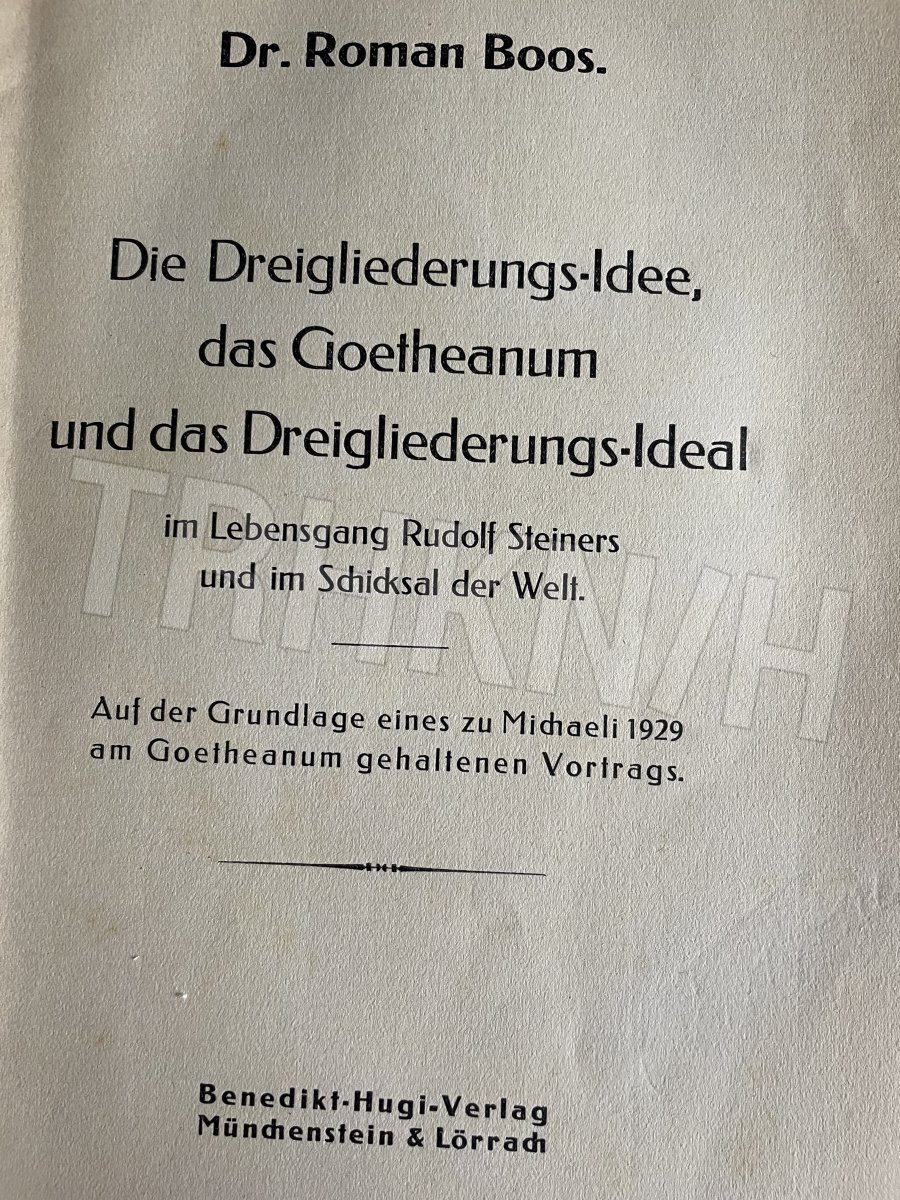 Dr. Roman Boos.
Die Dreigliederungs-Idee,
das Goetheanum
und das Dreigliederungs-Ideal
im Lebensgang Rudolf Steiners
und im Schicksal der Welt.
Auf der Grundlage eines zu Michaeli 1929
am Goetheanum gehaltenen Vortrags.
Benedikt-Hugi-Verlag
Münchenstein & Lörrach